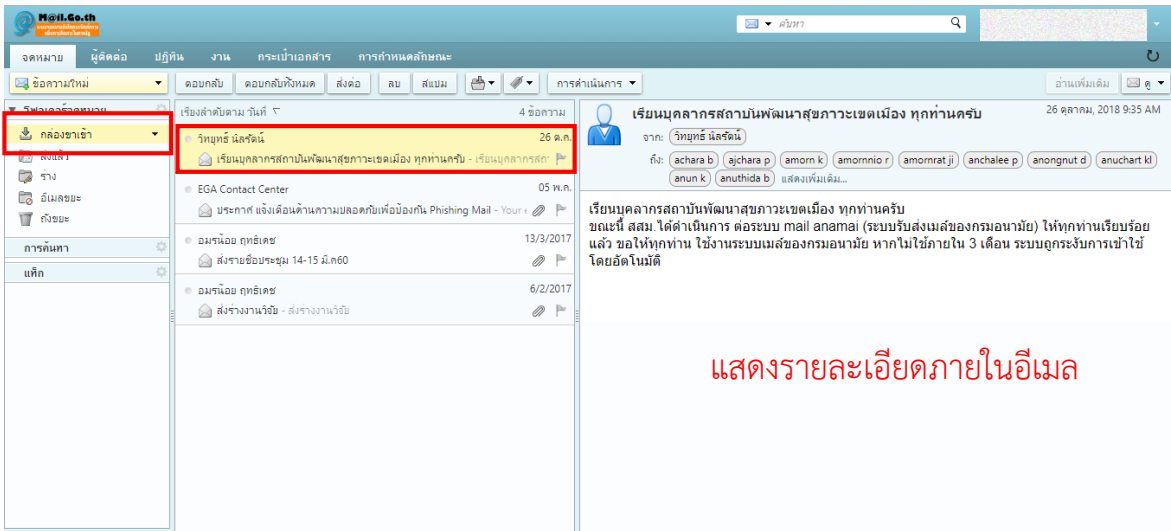 M@il.Go.th
ค้นหา
จดหมาย ผู้ติดต่อ ปฏิทิน งาน กระเป๋าเอกสาร การกำหนดลักษณะ
ข้อความใหม่ ตอบกลับ ตอบกลับทั้งหมด ส่งต่อ ลบ สแปม การดำเนินการ อ่านเพิ่มเติม ดู
โฟลเดอร์จดหมาย
กล่องขาเข้า
ส่งแล้ว
ร่าง
อีเมลขยะ
ถังขยะ
การค้นหา
แท็ก
เรียงลำดับตาม วันที่ 4 ข้อความ
วิทยุทธ์ นิลรัตน์ 26 ต.ค.
เรียนบุคลากรสถาบันพัฒนาสุขภาวะเขตเมือง ทุกท่านครับ - เรียนบุคลากรสถา
EGA Contact Center 05 พ.ค.
ประกาศ แจ้งเตือนด้านความปลอดภัยเพื่อป้องกัน Phishing Mail - Your
อมรน้อย ฤทธิเดช 13/3/2017
ส่งรายชื่อประชุม 14-15 มี.ค60
อมรน้อย ฤทธิเดช 6/2/2017
ส่งร่างงานวิจัย - ส่งร่างงานวิจัย
เรียนบุคลากรสถาบันพัฒนาสุขภาวะเขตเมือง ทุกท่านครับ 26 ตุลาคม, 2018 9:35 AM
จาก: วิทยุทธ์ นิลรัตน์
ถึง: achara b ajchara p amorn k amornnio r amornrat ji anchalee p anongnut d anuchart kl
anun k anuthida b แสดงเพิ่มเติม...
เรียนบุคลากรสถาบันพัฒนาสุขภาวะเขตเมือง ทุกท่านครับ
ขณะนี้ สสม.ได้ดำเนินการ ต่อระบบ mail anamai (ระบบรับส่งเมล์ของกรมอนามัย) ให้ทุกท่านเรียบร้อย
แล้ว ขอให้ทุกท่าน ใช้งานระบบเมล์ของกรมอนามัย หากไม่ใช้ภายใน 3 เดือน ระบบถูกระงับการเข้าใช้
โดยอัตโนมัติ
แสดงรายละเอียดภายในอีเมล